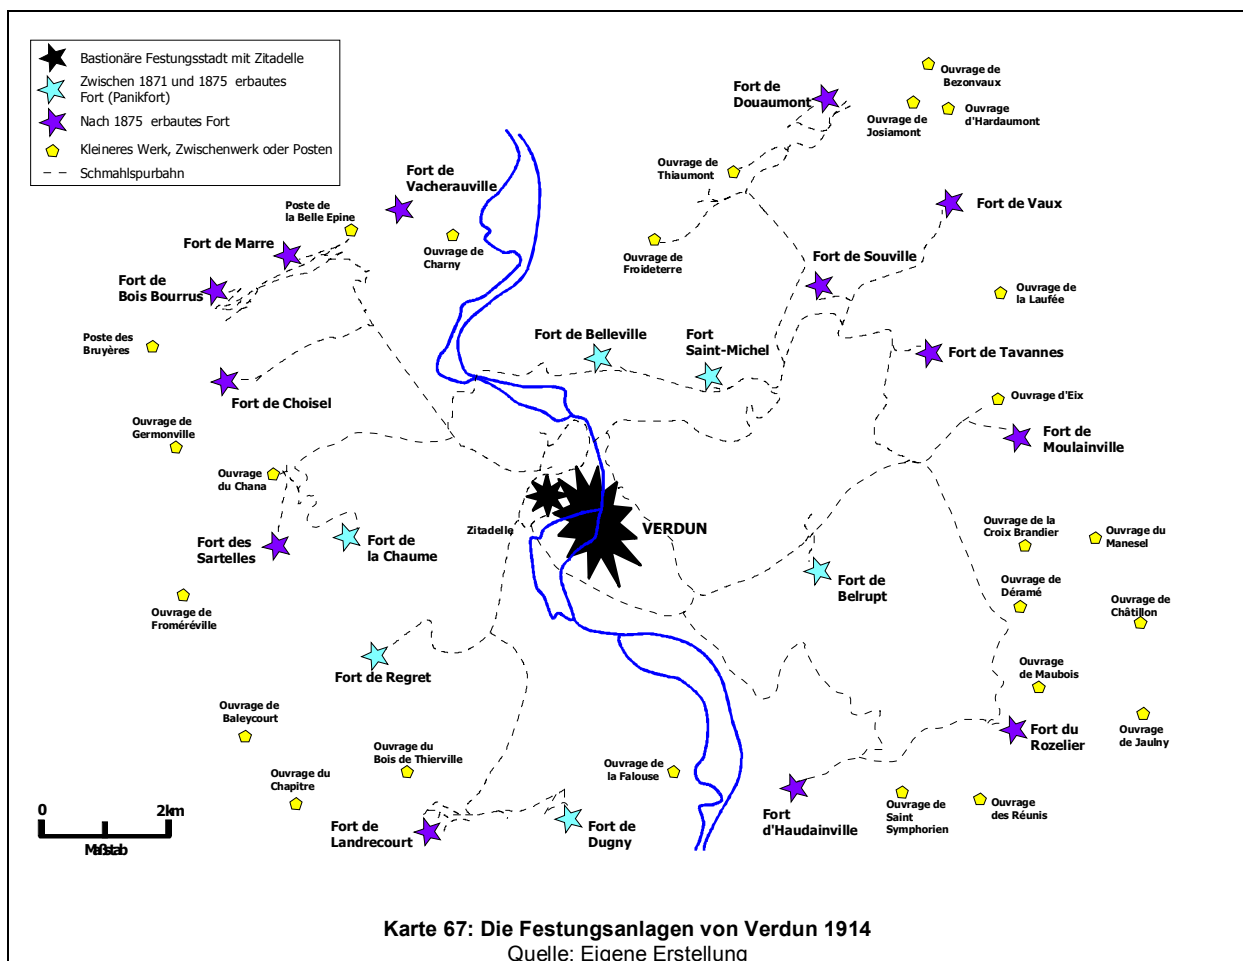 Bastionäre Festungsstadt mit Zitadelle
Zwischen 1871 und 1875 erbautes
Fort (Panikfort)
Nach 1875 erbautes Fort
Kleineres Werk, Zwischenwerk oder Posten
Schmahlspurbahn
Fort de
Douaumont
Ouvrage de
Bezonvaux
Ouvrage de
Josiamont
Ouvrage
d'Hardaumont
Ouvrage de
Thiaumont
Fort de
Vacherauville
Poste de
la Belle Epine
Fort de Marre
Ouvrage de
Charny
Ouvrage de
Froideterre
Fort de Vaux
Fort de Souville
Fort de
Bois Bourrus
Ouvrage de
la Laufée
Poste des
Bruyères
Fort de Belleville
Fort
Saint-Michel
Fort de Tavannes
Fort de Choisel
Ouvrage d'Eix
Ouvrage de
Germonville
Fort de
Moulainville
Ouvrage
du Chana
Zitadelle
VERDUN
Fort des
Sartelles
Fort de
la Chaume
Ouvrage de la
Croix Brandier
Ouvrage du
Manesel
Fort de
Belrupt
Ouvrage de
Déramé
Ouvrage de
Châtillon
Ouvrage de
Froméréville
Fort de Regret
Ouvrage
de Maubois
Ouvrage de
Baleycourt
Ouvrage du
Bois de Thierville
Ouvrage de
la Falouse
Fort du
Rozelier
Ouvrage
de Jaulny
Ouvrage du
Chapitre
0 2km
Maßstab
Fort de
Landrecourt
Fort de
Dugny
Fort
d'Haudainville
Ouvrage de
Saint
Symphorien
Ouvrage
des Réunis
Karte 67: Die Festungsanlagen von Verdun 1914
Quelle: Eigene Erstellung